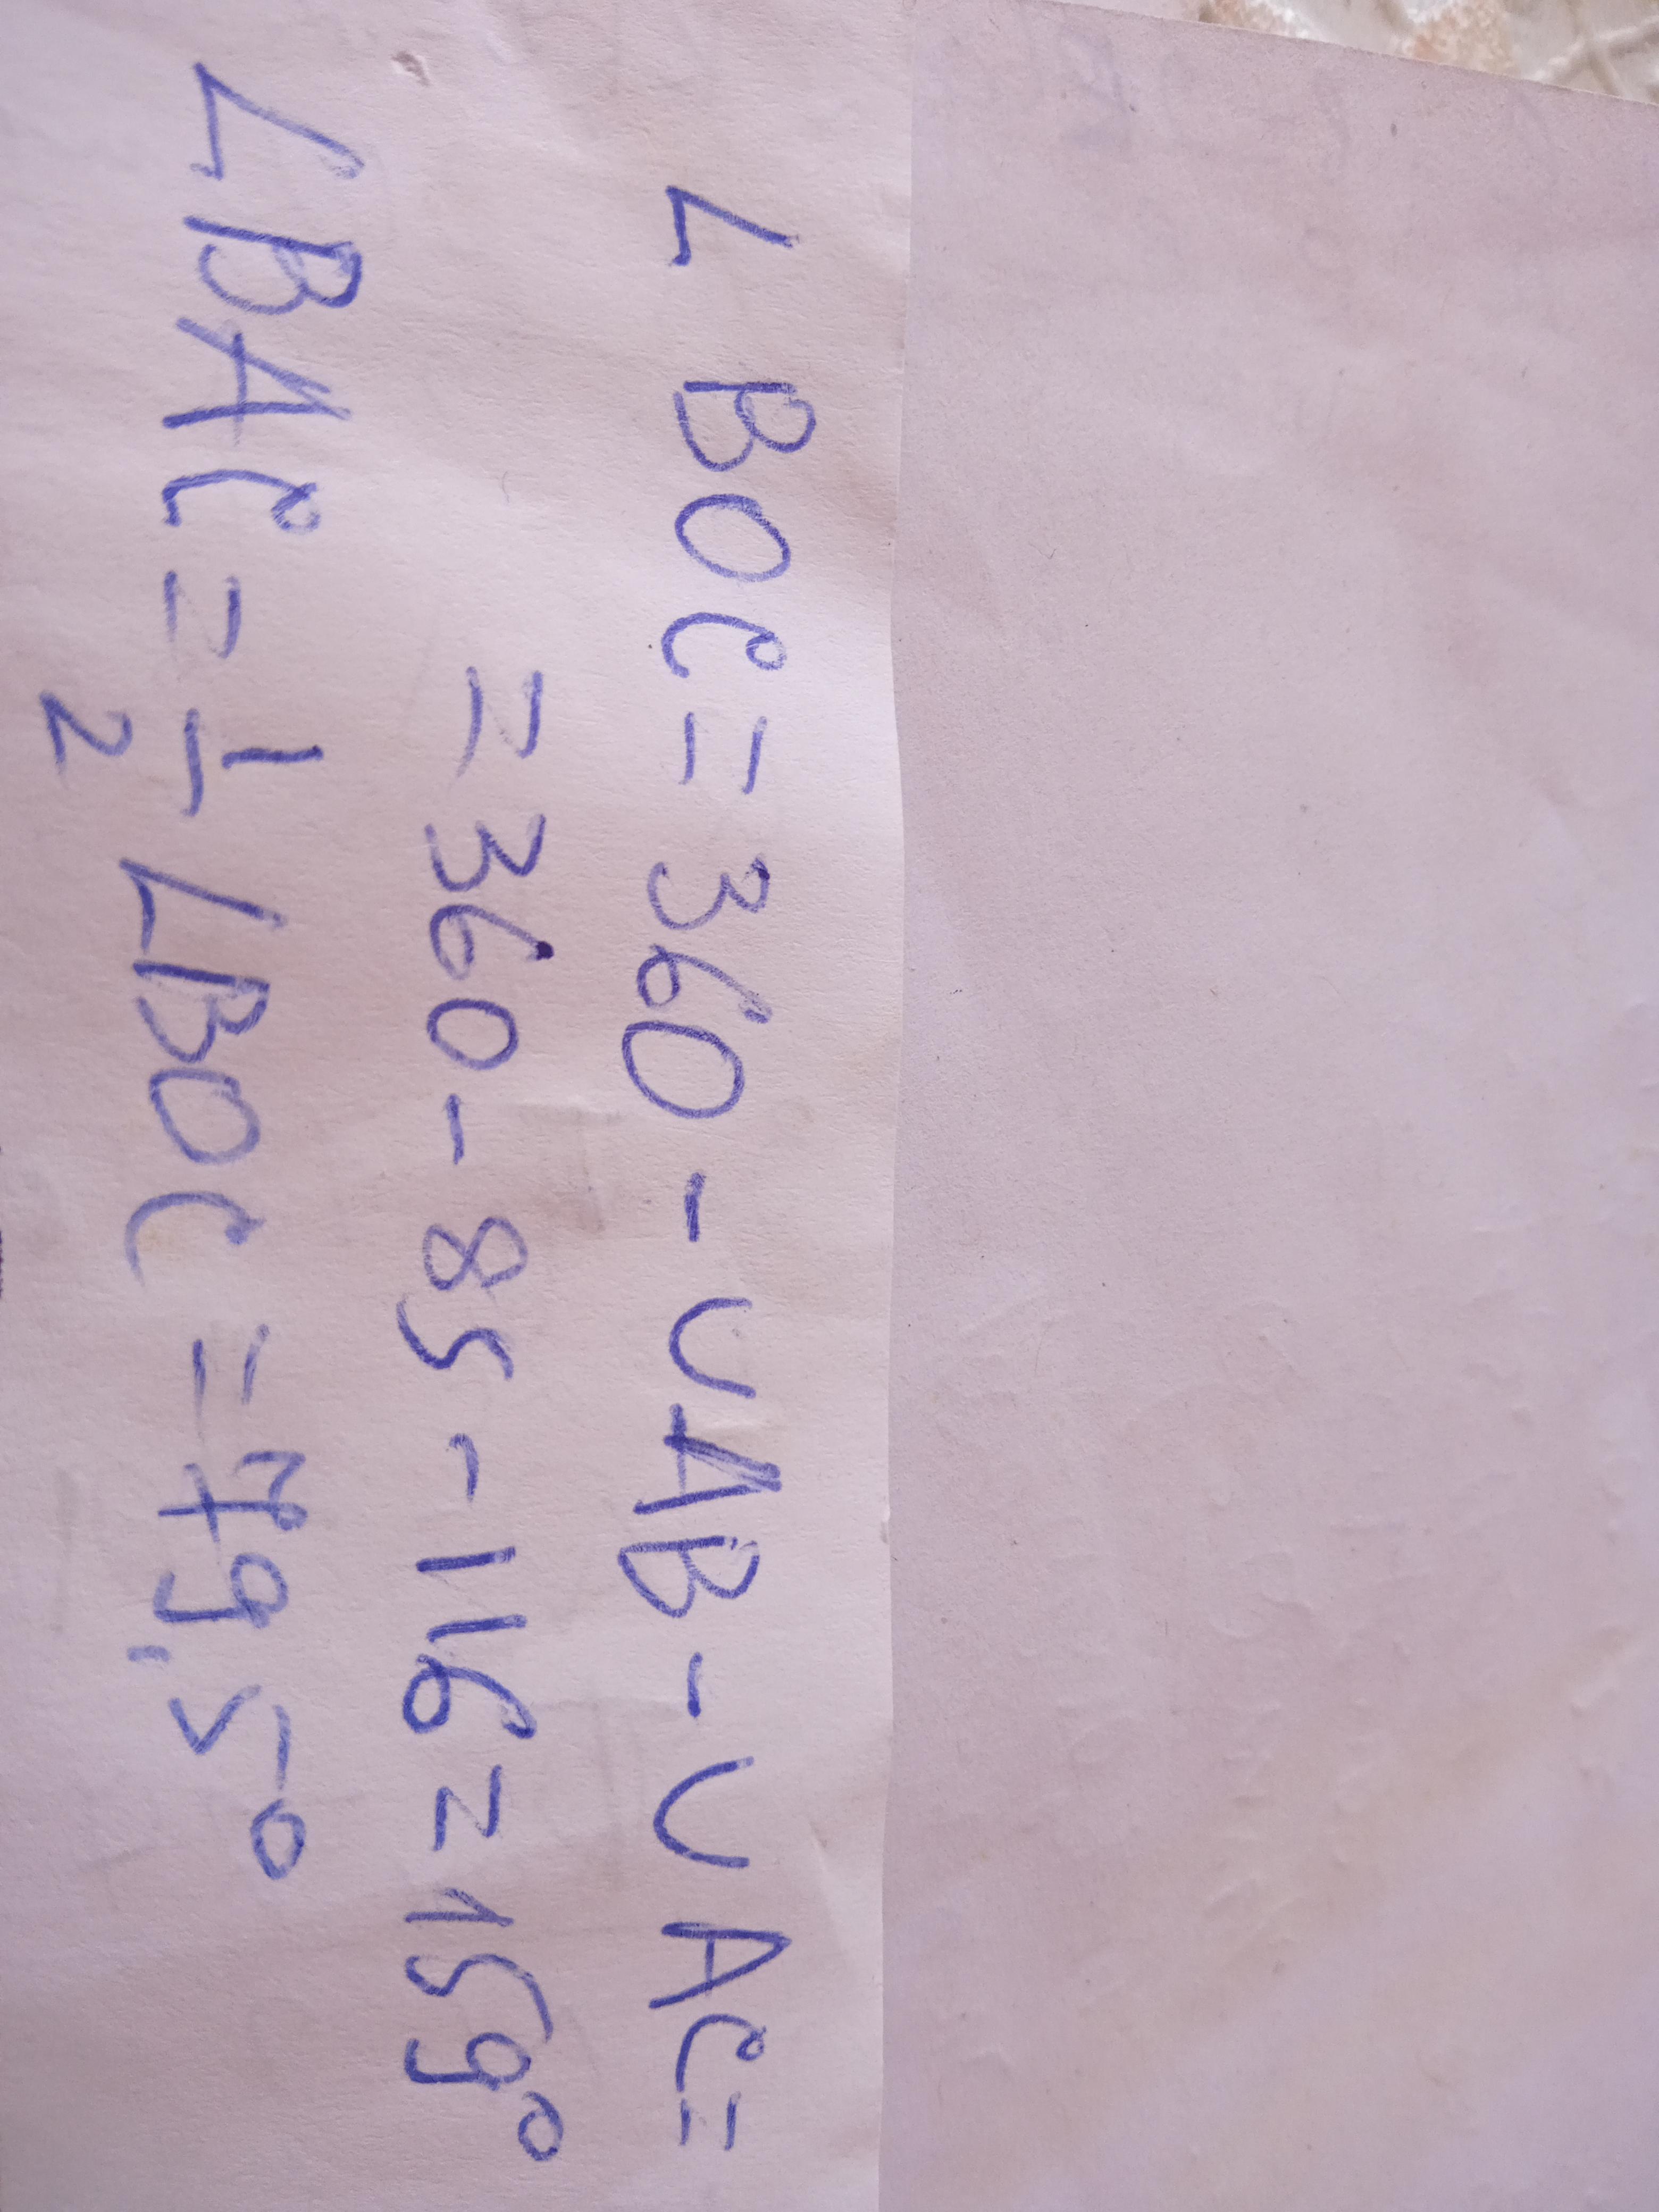 ∠BOC=360-∪AB-∪AC=
=360-85-116=159°
∠BAC=1/2∠BOC=79,5°